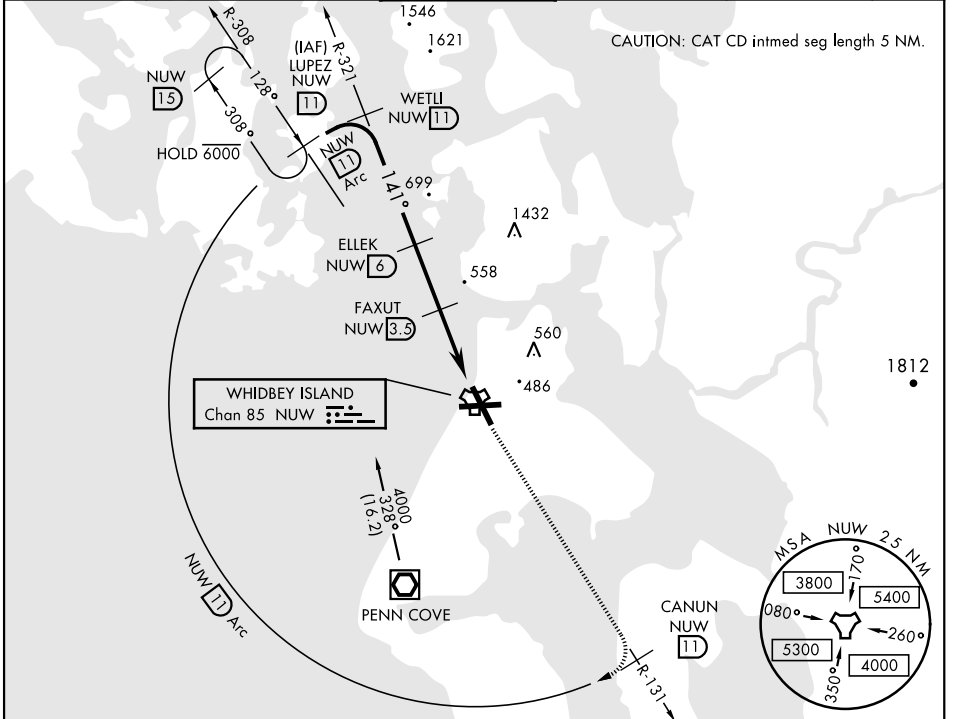 CAUTION: CAT CD intmed seg length 5 NM.
1546
1621
R-308
R-321
(IAF)
LUPEZ
NUW
11
NUW
15
128°
308°
HOLD 6000
WETLI
NUW 11
NUW
11
Arc
141°
699
1432
ELLEK
NUW 6
558
FAXUT
NUW 3.5
560
486
1812
WHIDBEY ISLAND
Chan 85 NUW
4000
328°
(16.2)
PENN COVE
NUW 11 Arc
CANUN
NUW
11
R-131
MSA NUW 25 NM
3800
170°
5400
080°
260°
5300
4000
350°